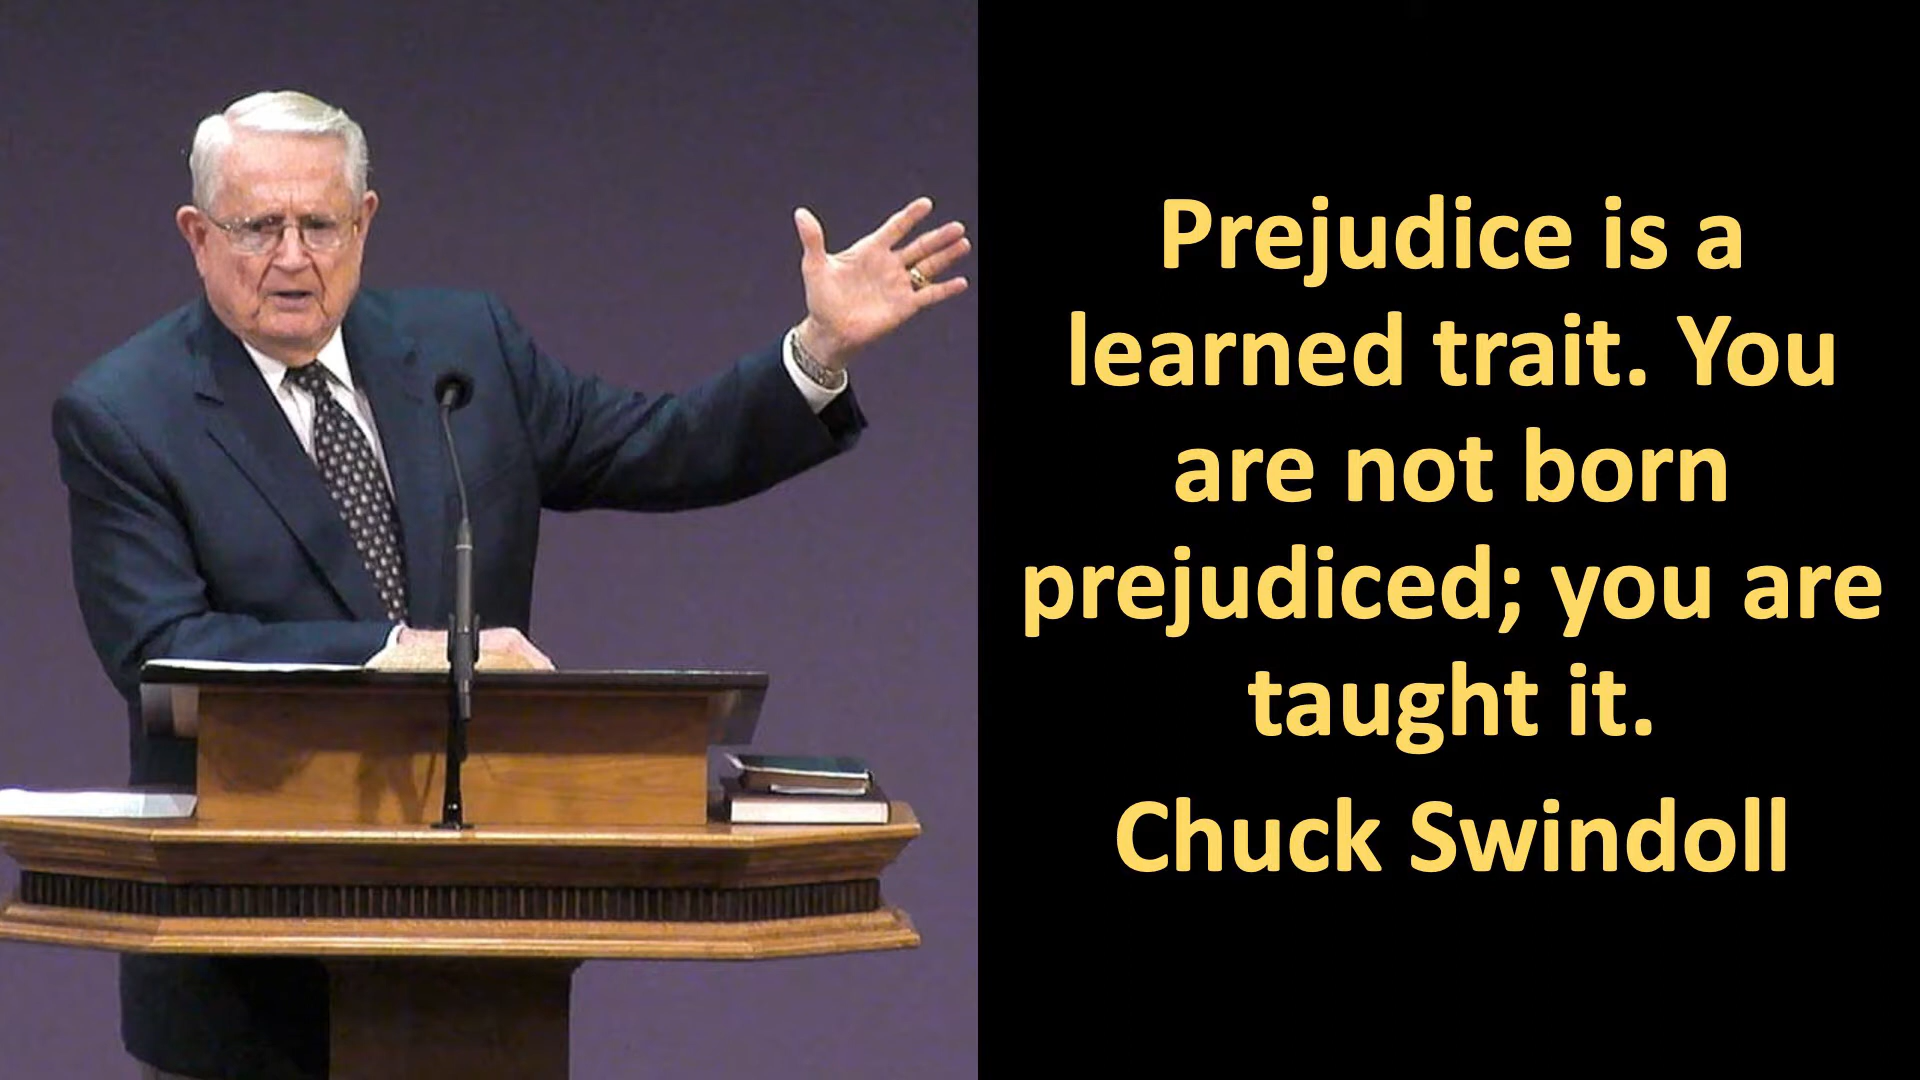 Prejudice is a
learned trait. You
are not born
prejudiced; you are
taught it.
Chuck Swindoll